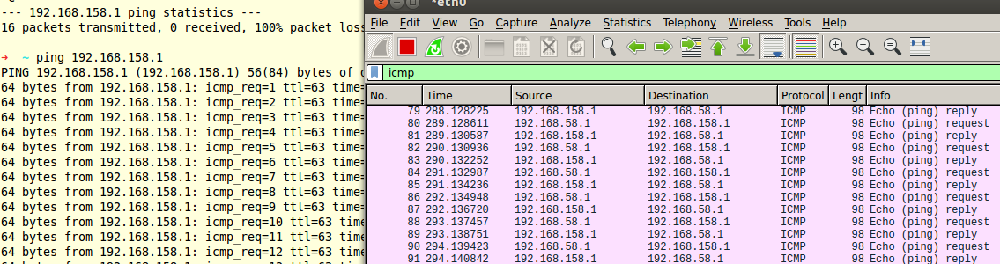 --- 192.168.158.1 ping statistics ---
16 packets transmitted, 0 received, 100% packet loss
➜ ~ ping 192.168.158.1
PING 192.168.158.1 (192.168.158.1) 56(84) bytes of
64 bytes from 192.168.158.1: icmp_req=1 ttl=63 time=
64 bytes from 192.168.158.1: icmp_req=2 ttl=63 time=
64 bytes from 192.168.158.1: icmp_req=3 ttl=63 time=
64 bytes from 192.168.158.1: icmp_req=4 ttl=63 time=
64 bytes from 192.168.158.1: icmp_req=5 ttl=63 time=
64 bytes from 192.168.158.1: icmp_req=6 ttl=63 time=
64 bytes from 192.168.158.1: icmp_req=7 ttl=63 time=
64 bytes from 192.168.158.1: icmp_req=8 ttl=63 time=
64 bytes from 192.168.158.1: icmp_req=9 ttl=63 time=
64 bytes from 192.168.158.1: icmp_req=10 ttl=63 time
64 bytes from 192.168.158.1: icmp_req=11 ttl=63 time
64 bytes from 192.168.158.1: icmp_req=12 ttl=63 time
*eth0
File Edit View Go Capture Analyze Statistics Telephony Wireless Tools Help
icmp
No. Time Source Destination Protocol Lengt Info
79 288.128225 192.168.158.1 192.168.58.1 ICMP 98 Echo (ping) reply
80 289.128611 192.168.58.1 192.168.158.1 ICMP 98 Echo (ping) request
81 289.130587 192.168.158.1 192.168.58.1 ICMP 98 Echo (ping) reply
82 290.130936 192.168.58.1 192.168.158.1 ICMP 98 Echo (ping) request
83 290.132252 192.168.158.1 192.168.58.1 ICMP 98 Echo (ping) reply
84 291.132987 192.168.58.1 192.168.158.1 ICMP 98 Echo (ping) request
85 291.134236 192.168.158.1 192.168.58.1 ICMP 98 Echo (ping) reply
86 292.134948 192.168.58.1 192.168.158.1 ICMP 98 Echo (ping) request
87 292.136720 192.168.158.1 192.168.58.1 ICMP 98 Echo (ping) reply
88 293.137457 192.168.58.1 192.168.158.1 ICMP 98 Echo (ping) request
89 293.138751 192.168.158.1 192.168.58.1 ICMP 98 Echo (ping) reply
90 294.139423 192.168.58.1 192.168.158.1 ICMP 98 Echo (ping) request
91 294.140842 192.168.158.1 192.168.58.1 ICMP 98 Echo (ping) reply